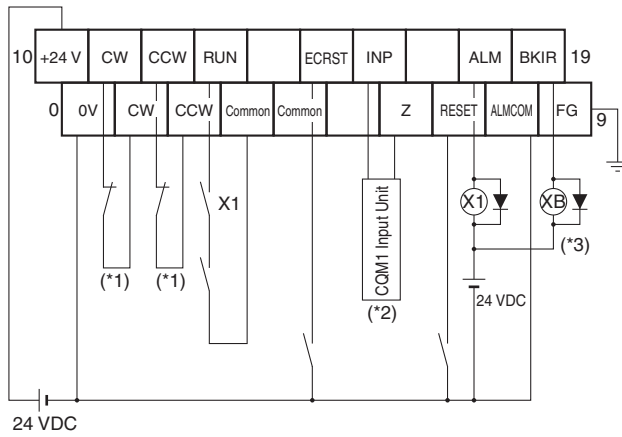 10 +24 V CW CCW RUN ECRST INP ALM BKIR 19
0 0V CW CCW Common Common Z RESET ALMCOM FG 9
X1 X1 XB
CQM1 Input Unit
(*1) (*1) (*2) (*3)
24 VDC
24 VDC